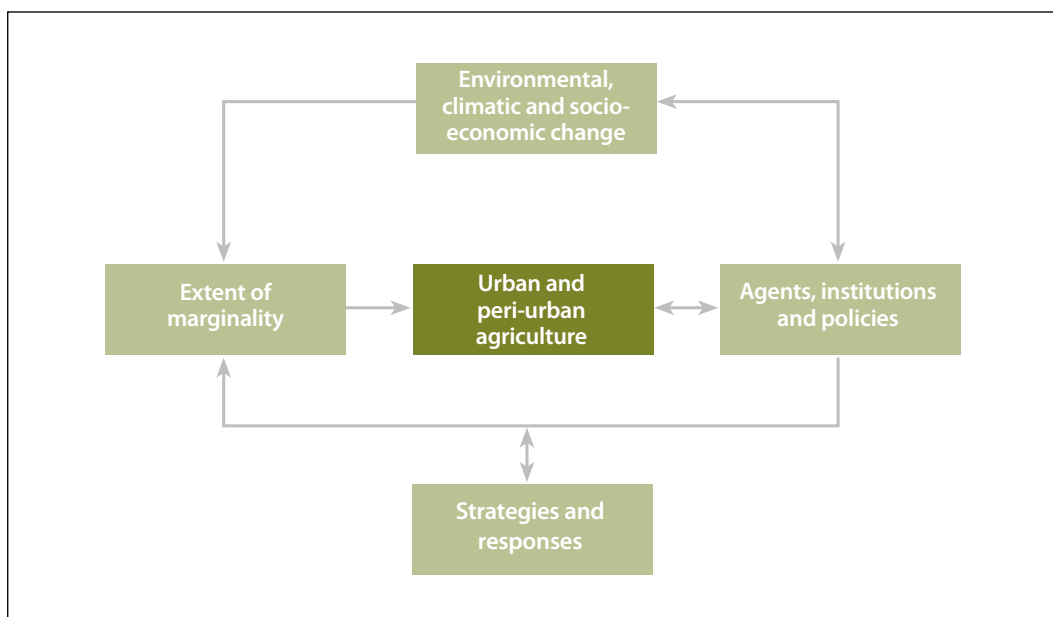 Environmental,
climatic and socio-
economic change
Extent of
marginality
Urban and
peri-urban
agriculture
Agents, institutions
and policies
Strategies and
responses